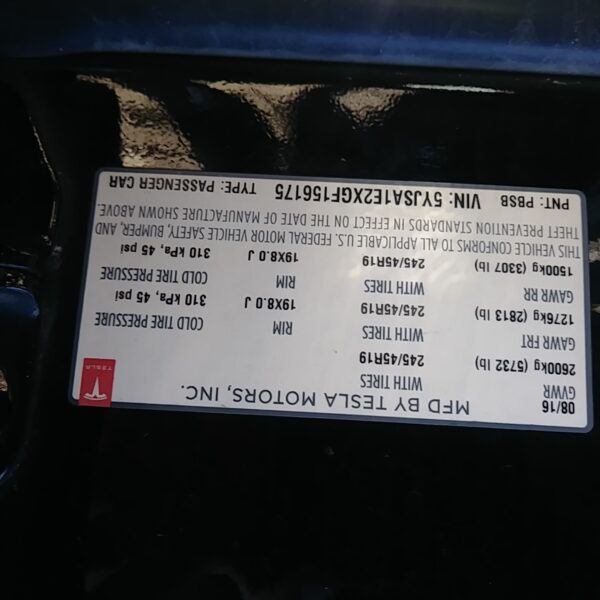 MFD BY TESLA MOTORS, INC.
TESLA
08/16
GVWR
2600kg (5732 lb) WITH TIRES 245/45R19
GAWR FRT WITH TIRES RIM COLD TIRE PRESSURE
1276kg (2813 lb) 245/45R19 19X8.0 J 310 kPa, 45 psi
GAWR RR WITH TIRES RIM COLD TIRE PRESSURE
1500kg (3307 lb) 245/45R19 19X8.0 J 310 kPa, 45 psi
THIS VEHICLE CONFORMS TO ALL APPLICABLE U.S. FEDERAL MOTOR VEHICLE SAFETY, BUMPER, AND
THEFT PREVENTION STANDARDS IN EFFECT ON THE DATE OF MANUFACTURE SHOWN ABOVE.
PNT: PBSB VIN: 5YJSA1E2XGF156175 TYPE: PASSENGER CAR